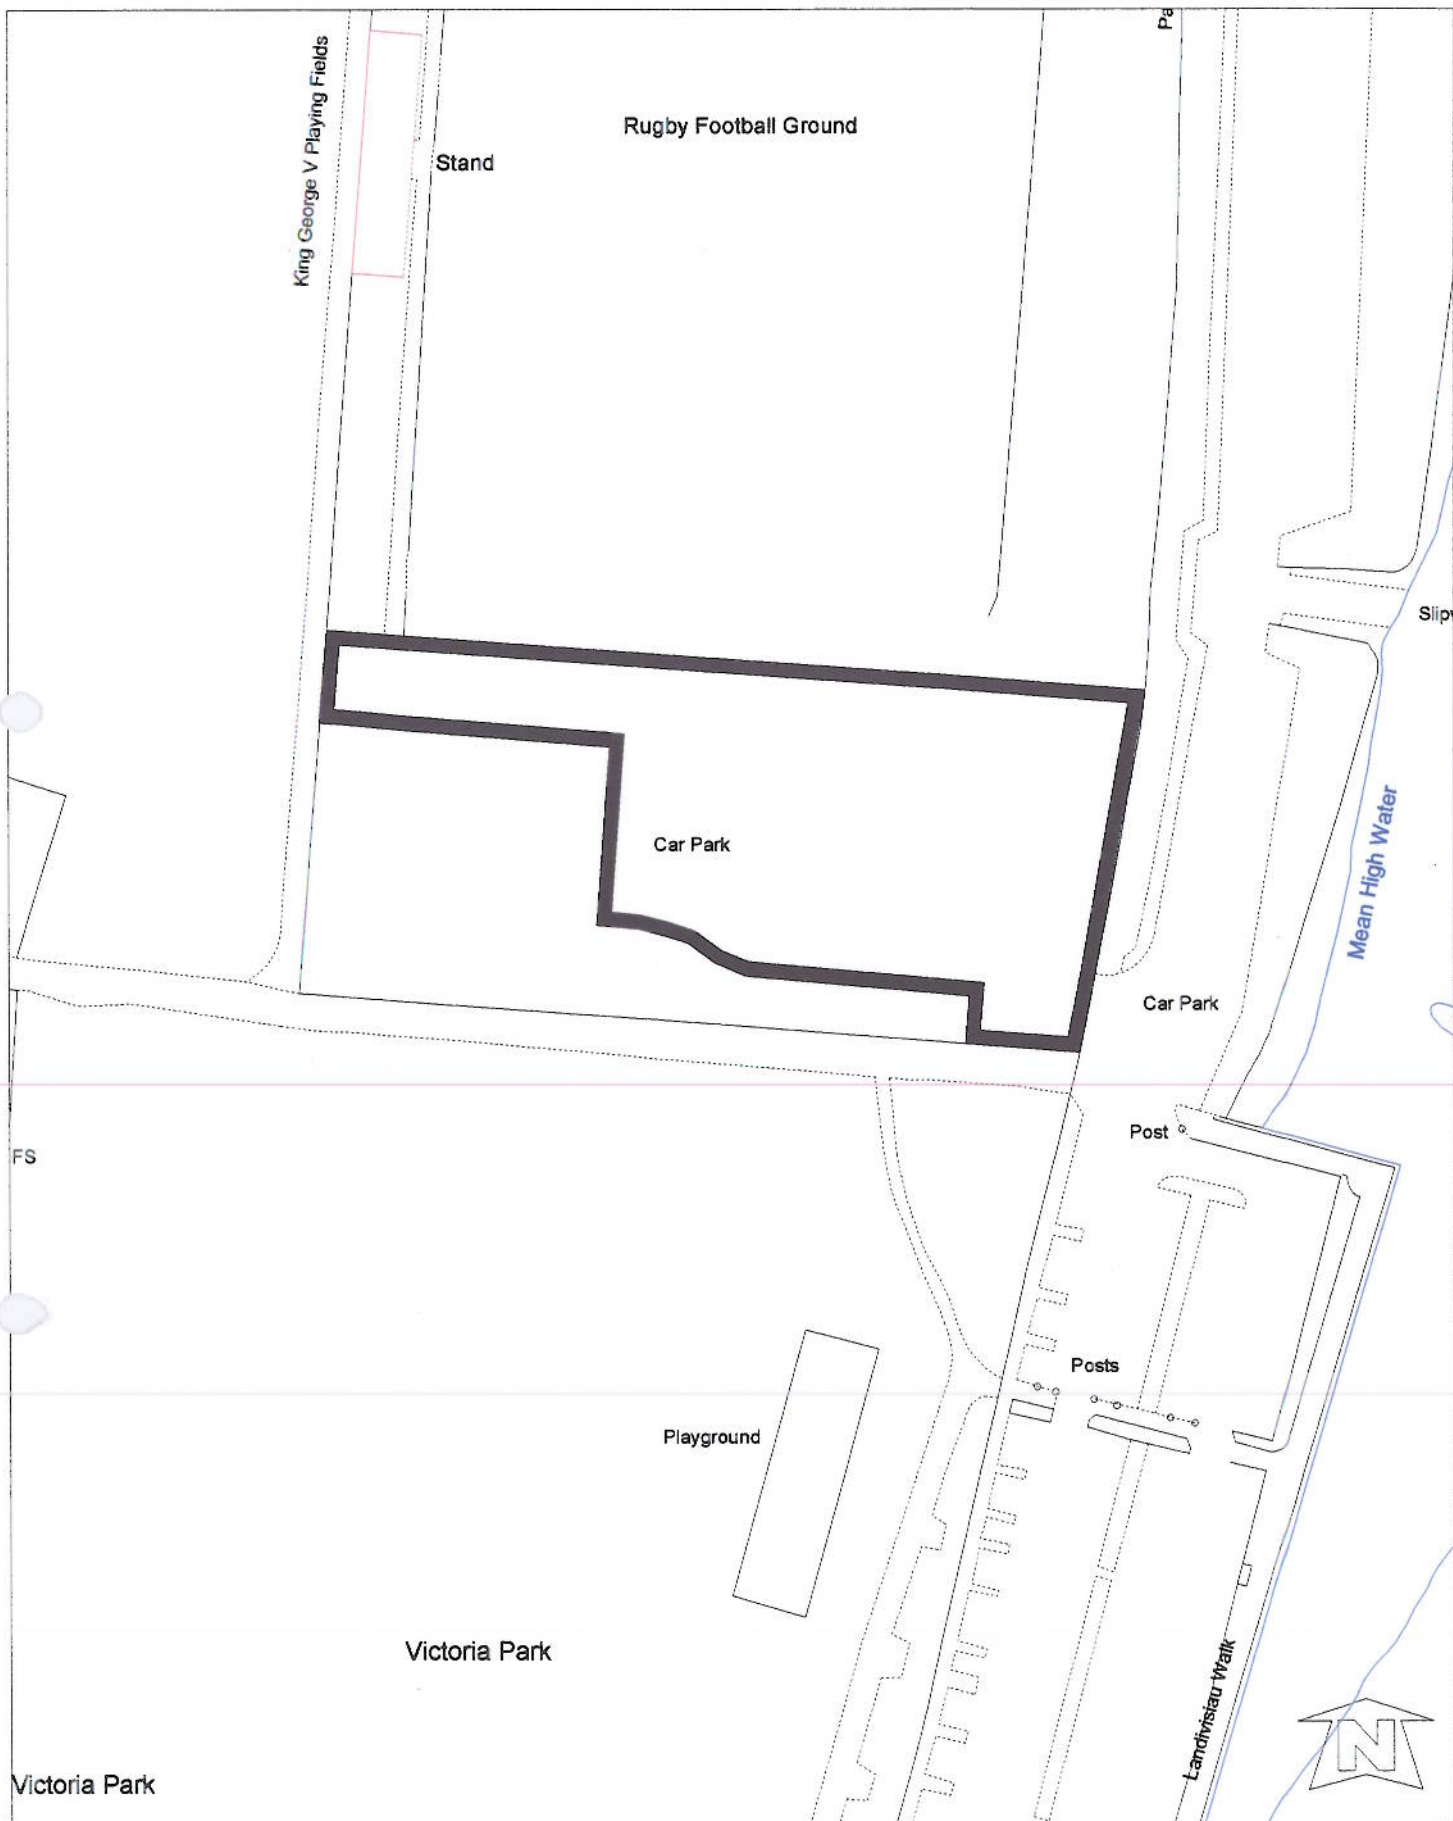 Pa
King George V Playing Fields
Rugby Football Ground
Stand
Car Park
Mean High Water
Car Park
Post
FS
Posts
Playground
Victoria Park
Landivisiau Walk
Victoria Park
N